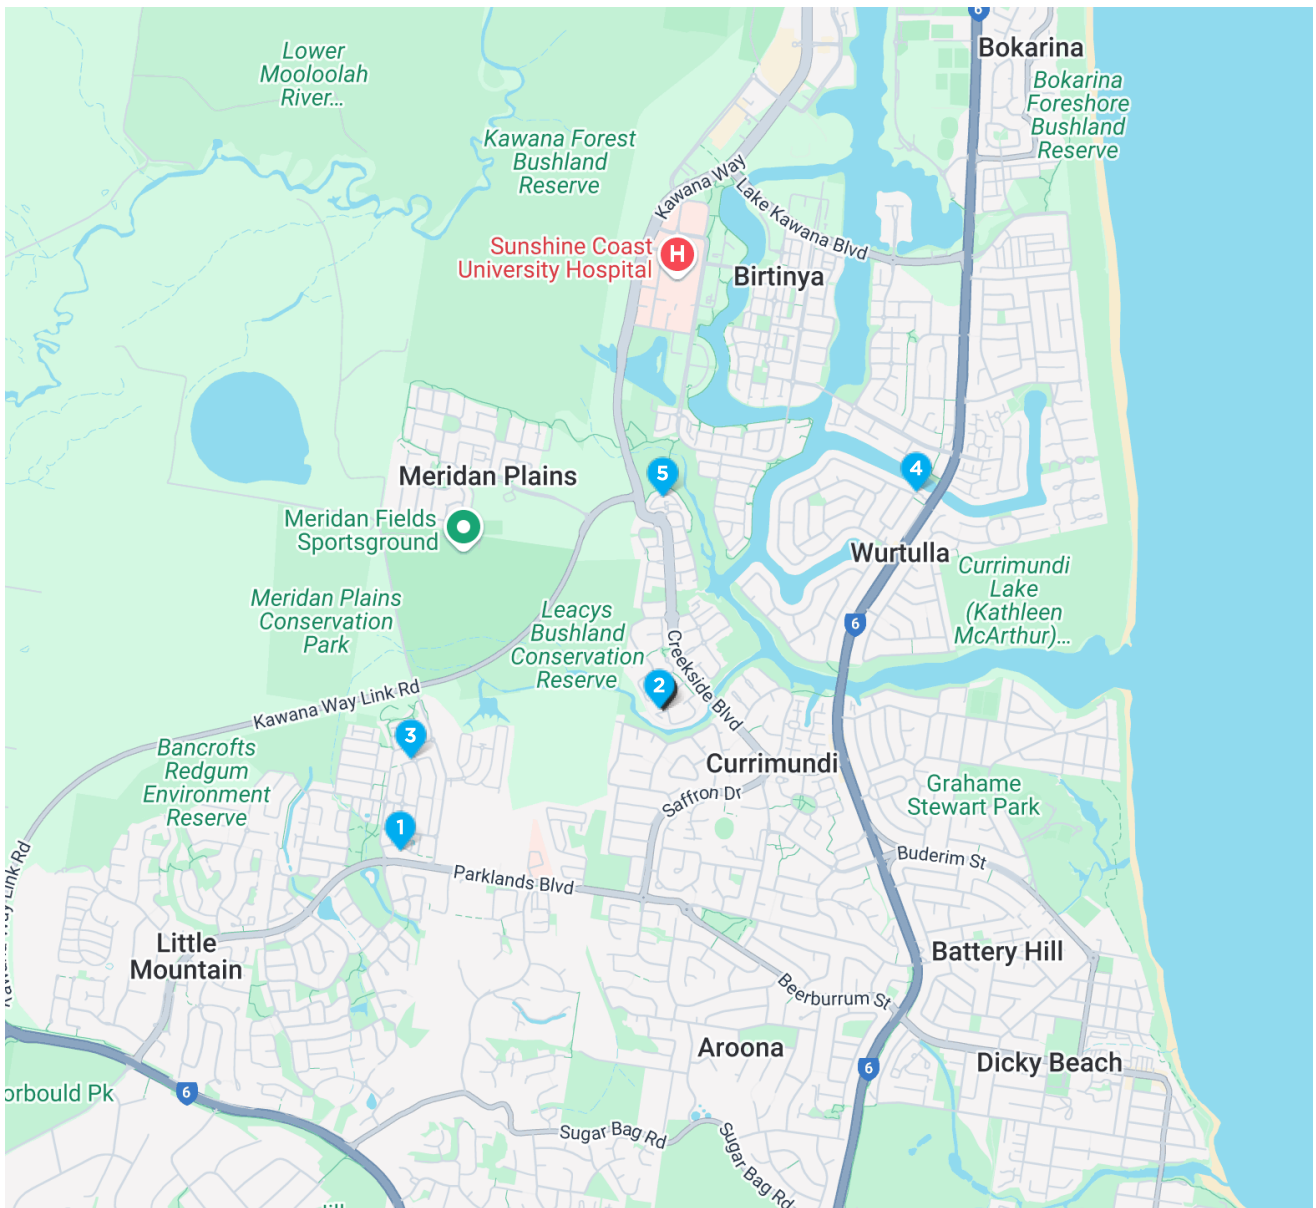 6
Bokarina
Lower
Mooloolah
River...
Bokarina
Foreshore
Bushland
Reserve
Kawana Forest
Bushland
Reserve
Kawana Way
Lake Kawana Blvd
Sunshine Coast
University Hospital
H
Birtinya
Meridan Plains
5
4
Meridan Fields
Sportsground
Wurtulla
Currimundi
Lake
(Kathleen
McArthur)...
Meridan Plains
Conservation
Park
Leacys
Bushland
Conservation
Reserve
6
Creekside Blvd
2
Kawana Way Link Rd
3
Bancrofts
Redgum
Environment
Reserve
Currimundi
Saffron Dr
Grahame
Stewart Park
1
Kawana Way Link Rd
Buderim St
Parklands Blvd
Little
Mountain
Battery Hill
Beerburrum St
Aroona
6
Dicky Beach
orbould Pk
6
Sugar Bag Rd
Sugar Bag Rd